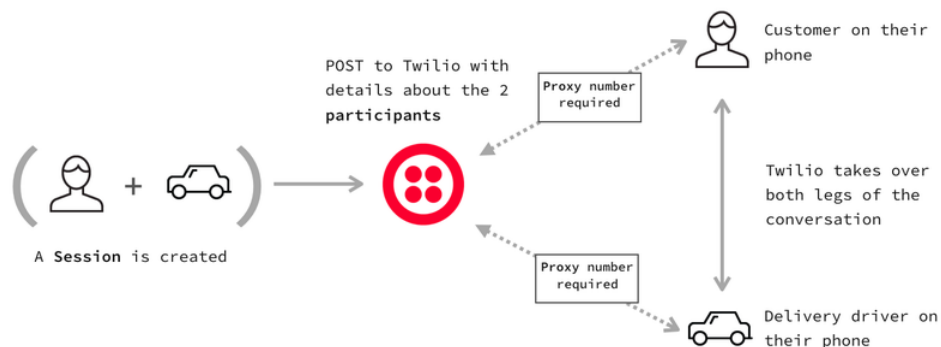 POST to Twilio with
details about the 2
participants
A Session is created
Proxy number
required
Proxy number
required
Customer on their
phone
Twilio takes over
both legs of the
conversation
Delivery driver on
their phone